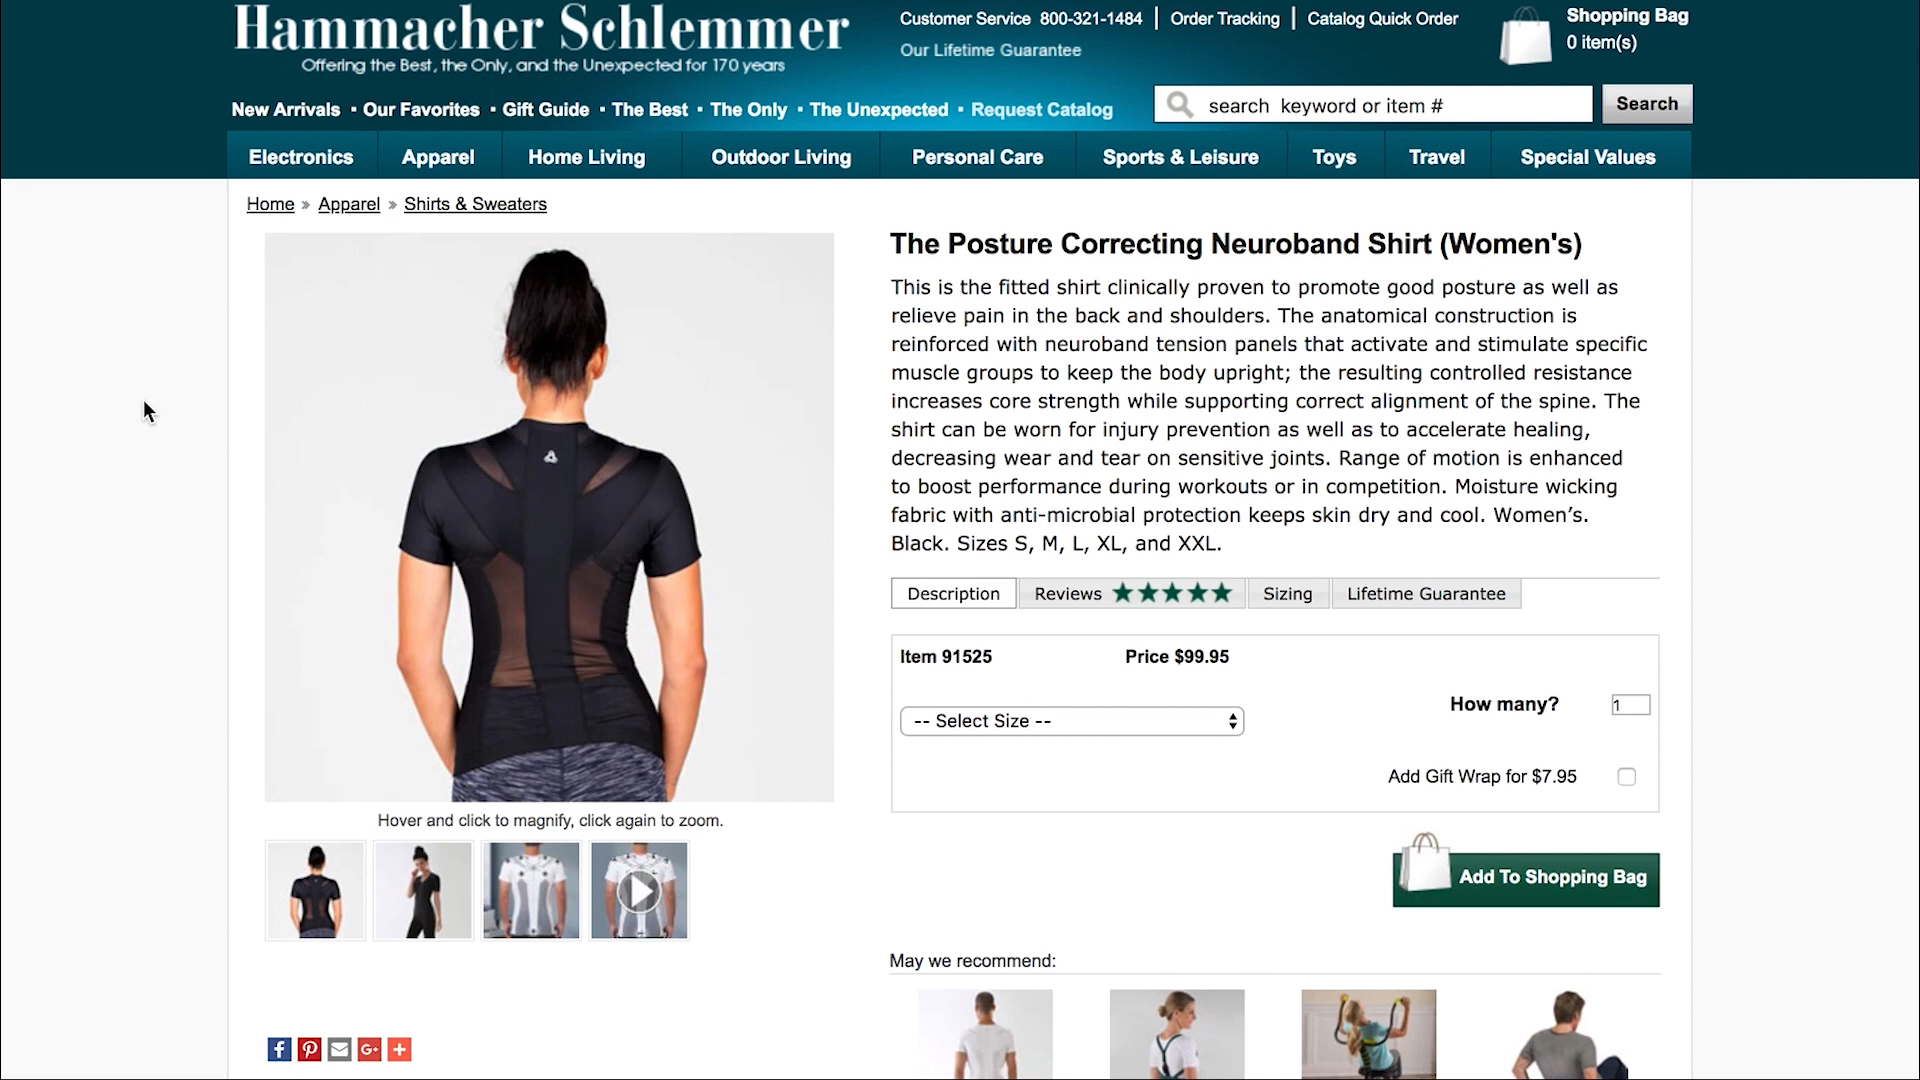 Hammacher Schlemmer
Offering the Best, the Only, and the Unexpected for 170 years
Customer Service 800-321-1484 | Order Tracking | Catalog Quick Order
Our Lifetime Guarantee
Shopping Bag
0 item(s)
New Arrivals · Our Favorites · Gift Guide · The Best · The Only · The Unexpected · Request Catalog
search keyword or item #
Search
Electronics Apparel Home Living Outdoor Living Personal Care Sports & Leisure Toys Travel Special Values
Home » Apparel » Shirts & Sweaters
The Posture Correcting Neuroband Shirt (Women's)
This is the fitted shirt clinically proven to promote good posture as well as
relieve pain in the back and shoulders. The anatomical construction is
reinforced with neuroband tension panels that activate and stimulate specific
muscle groups to keep the body upright; the resulting controlled resistance
increases core strength while supporting correct alignment of the spine. The
shirt can be worn for injury prevention as well as to accelerate healing,
decreasing wear and tear on sensitive joints. Range of motion is enhanced
to boost performance during workouts or in competition. Moisture wicking
fabric with anti-microbial protection keeps skin dry and cool. Women’s.
Black. Sizes S, M, L, XL, and XXL.
Description Reviews ★★★★★ Sizing Lifetime Guarantee
Item 91525 Price $99.95
How many? 1
-- Select Size --
Add Gift Wrap for $7.95
Hover and click to magnify, click again to zoom.
Add To Shopping Bag
May we recommend:
G+